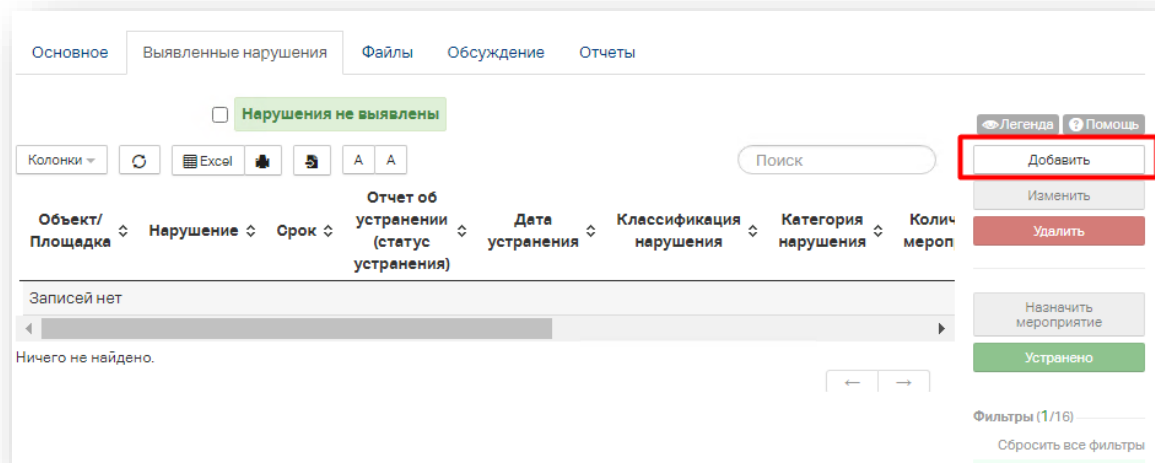 Основное Выявленные нарушения Файлы Обсуждение Отчеты
Нарушения не выявлены
Легенда Помощь
Колонки Excel A A Поиск Добавить
Изменить
Объект/ Площадка Нарушение Срок Отчет об устранении (статус устранения) Дата устранения Классификация нарушения Категория нарушения Колич мероп
Удалить
Записей нет
Назначить
мероприятие
Ничего не найдено.
Устранено
← →
Фильтры (1/16)
Сбросить все фильтры